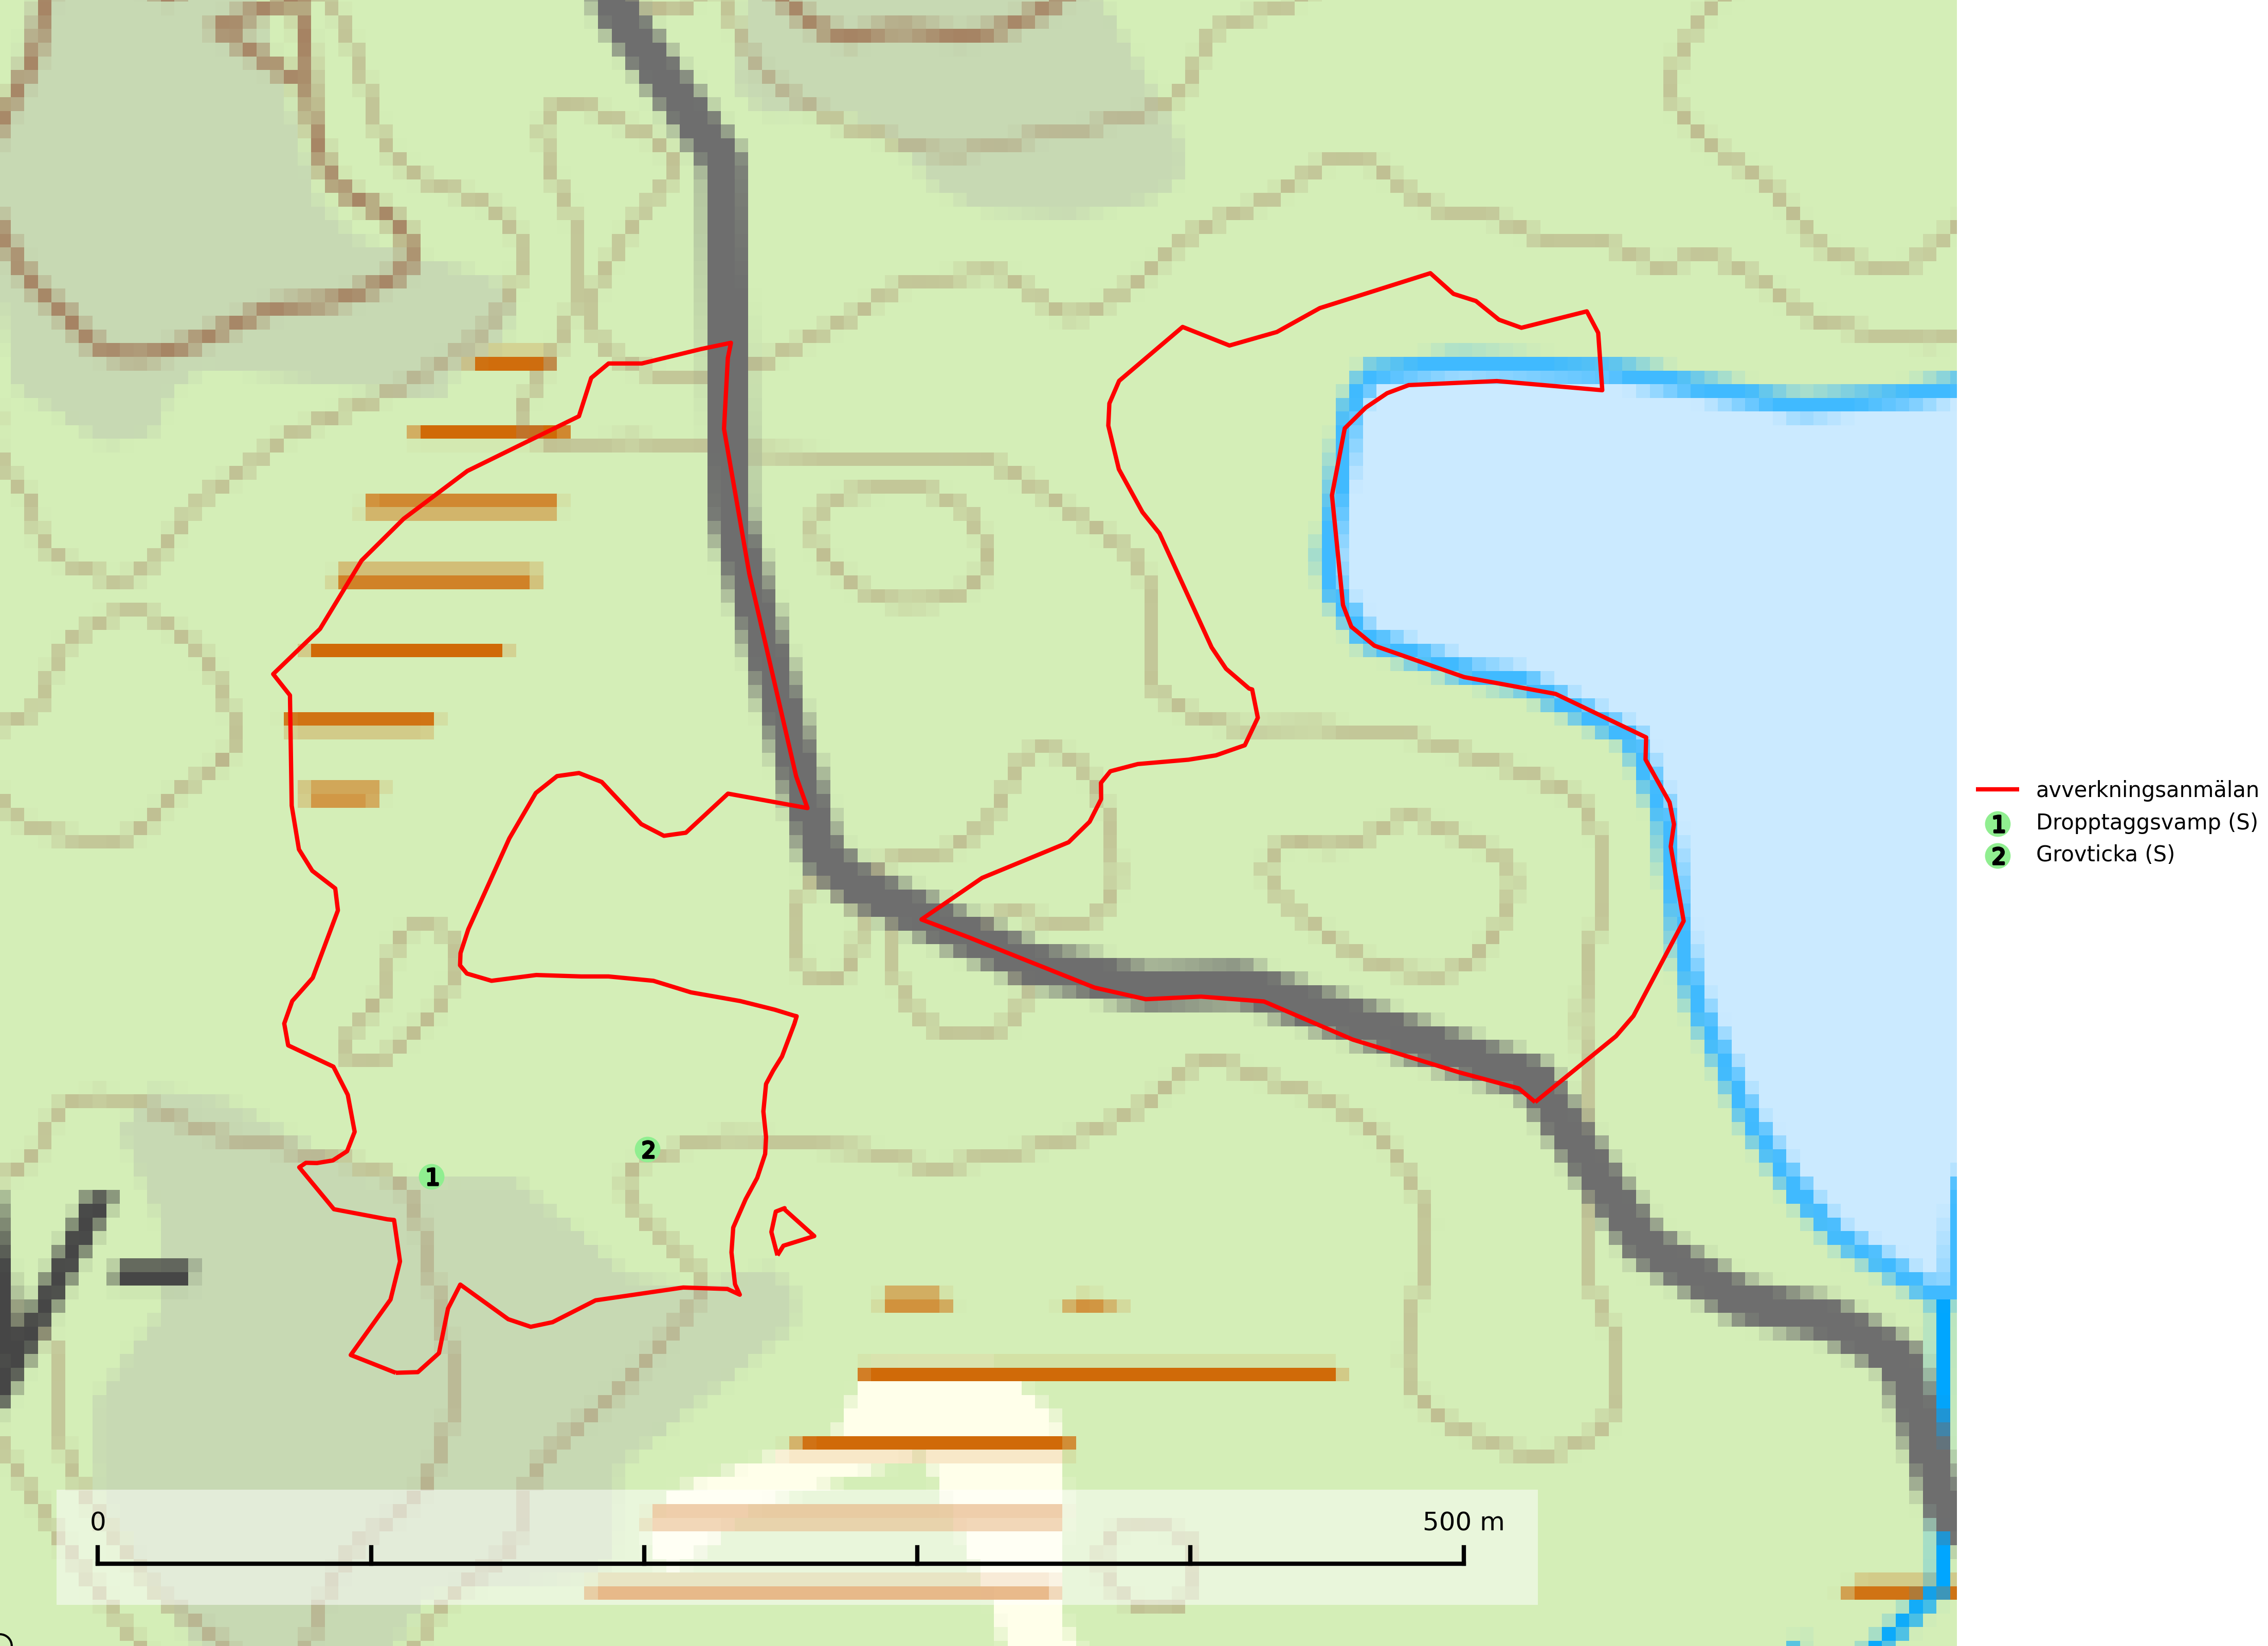 avverkningsanmälan
1 Dropptaggsvamp (S)
2 Grovticka (S)
1
2
0 500 m